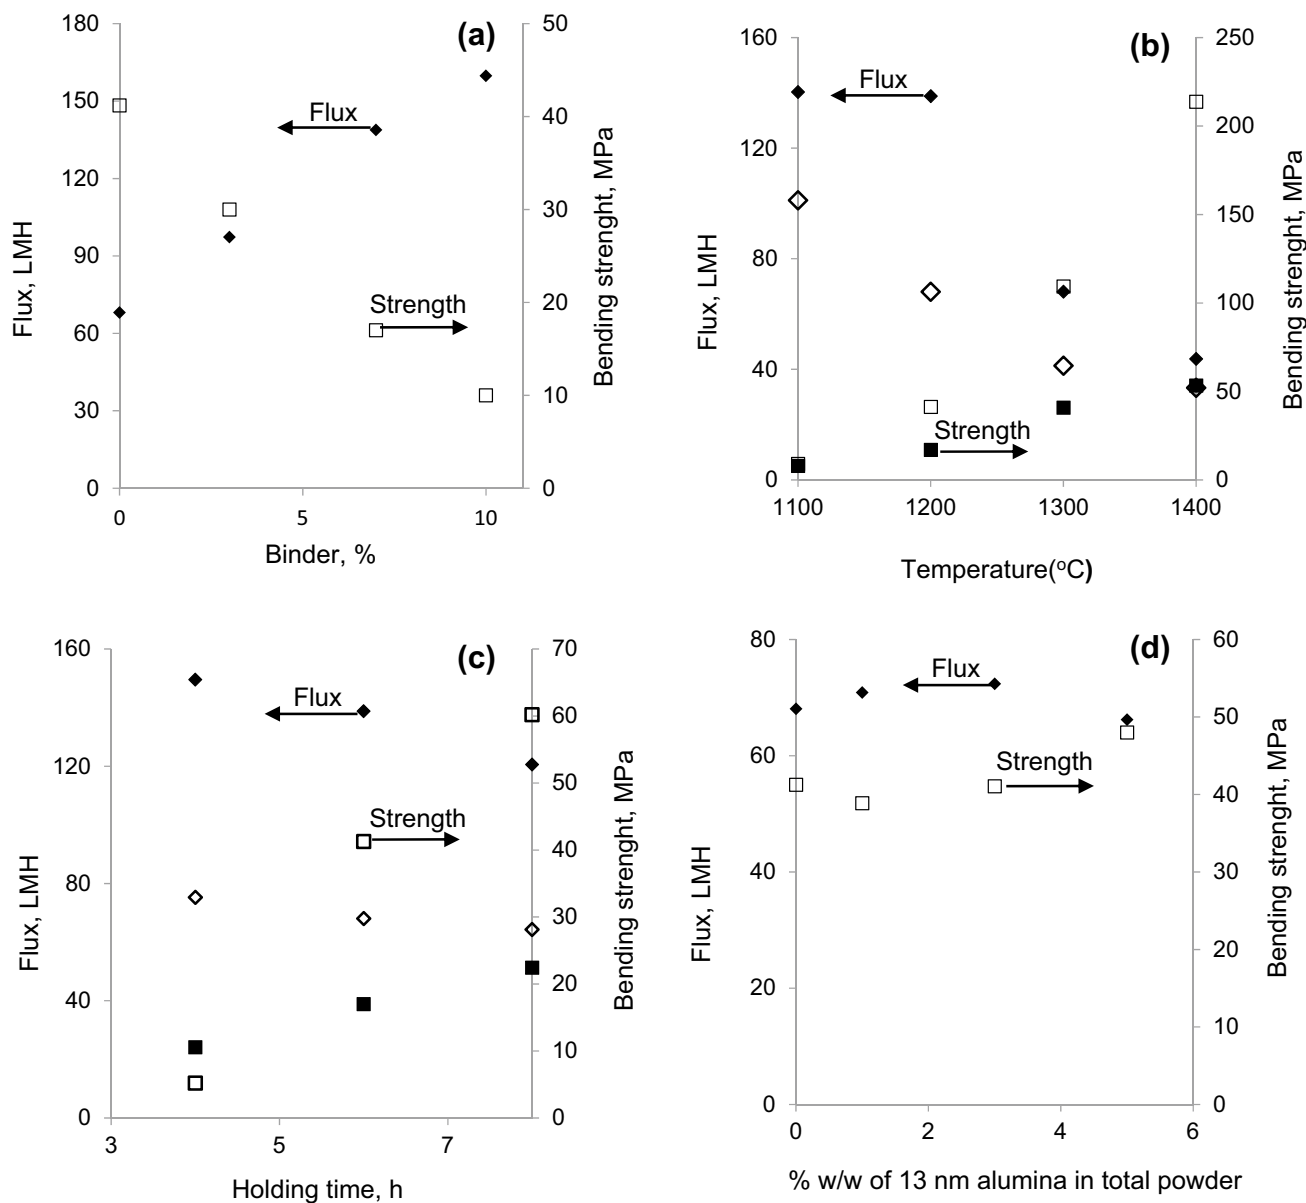 (a)
180
150
120
90
60
30
0
Flux, LMH
50
40
30
20
10
0
Bending strenght, MPa
Flux
Strength
0 5 10
Binder, %
(b)
160
120
80
40
0
Flux, LMH
250
200
150
100
50
0
Bending strenght, MPa
Flux
Strength
1100 1200 1300 1400
Temperature(°C)
(c)
160
120
80
40
0
Flux, LMH
70
60
50
40
30
20
10
0
Bending strenght, MPa
Flux
Strength
3 5 7
Holding time, h
(d)
80
60
40
20
0
Flux, LMH
60
50
40
30
20
10
0
Bending strenght, MPa
Flux
Strength
0 2 4 6
% w/w of 13 nm alumina in total powder